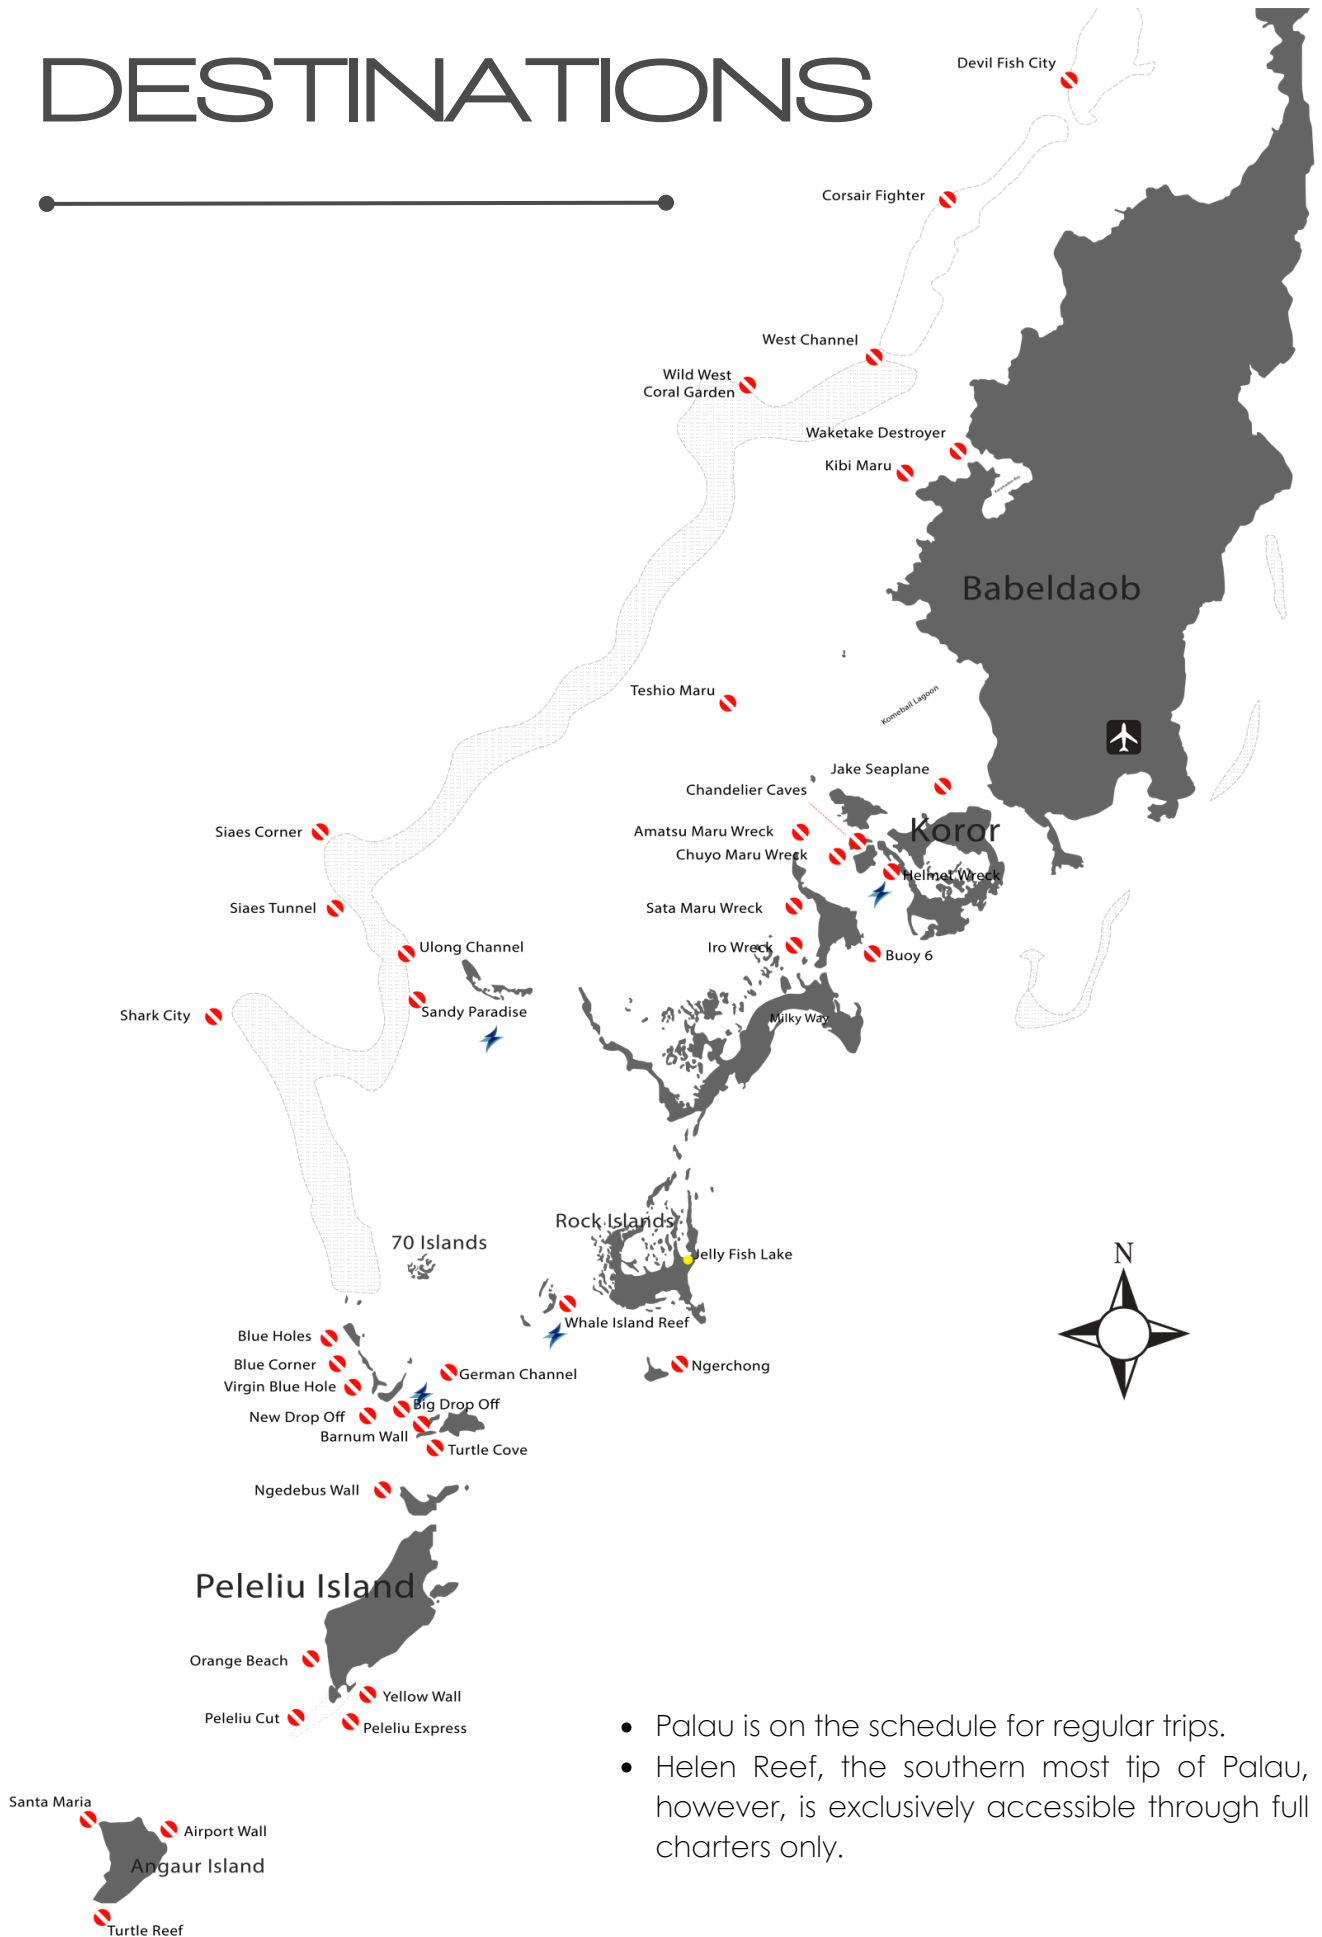 DESTINATIONS
Devil Fish City
Corsair Fighter
West Channel
Wild West
Coral Garden
Waketake Destroyer
Kibi Maru
Karamadoo Bay
Babeldaob
Teshio Maru
Komebail Lagoon
Jake Seaplane
Chandelier Caves
Koror
Siaes Corner
Amatsu Maru Wreck
Chuyo Maru Wreck
Helmet Wreck
Siaes Tunnel
Sata Maru Wreck
Ulong Channel
Iro Wreck
Buoy 6
Sandy Paradise
Shark City
Milky Way
Rock Islands
70 Islands
Jelly Fish Lake
N
Whale Island Reef
Blue Holes
Blue Corner
Ngerchong
German Channel
Virgin Blue Hole
Big Drop Off
New Drop Off
Barnum Wall
Turtle Cove
Ngedebus Wall
Peleliu Island
Orange Beach
Yellow Wall
Peleliu Cut
Peleliu Express
• Palau is on the schedule for regular trips.
• Helen Reef, the southern most tip of Palau,
however, is exclusively accessible through full
charters only.
Santa Maria
Airport Wall
Angaur Island
Turtle Reef